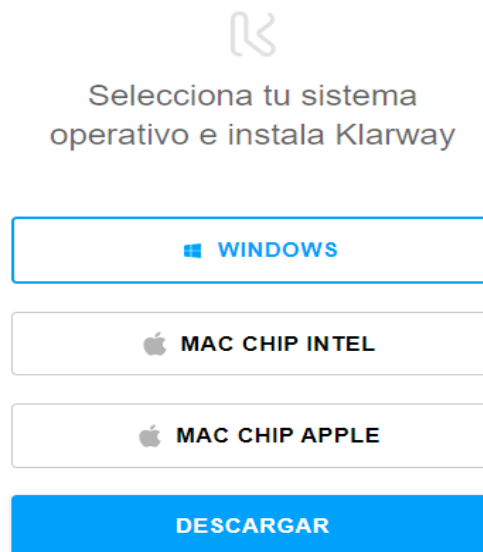 Selecciona tu sistema
operativo e instala Klarway
WINDOWS
MAC CHIP INTEL
MAC CHIP APPLE
DESCARGAR